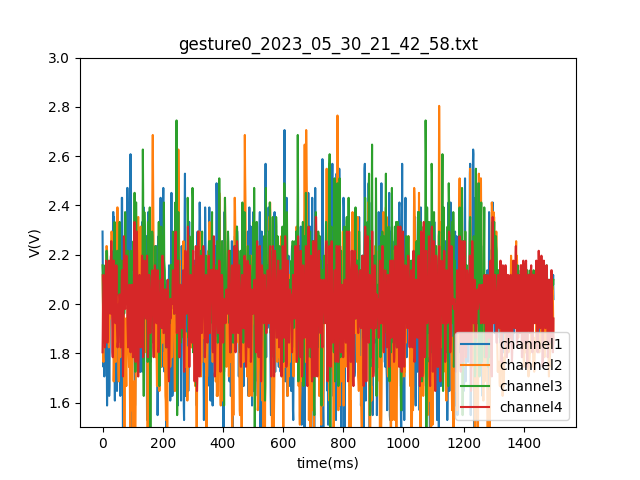 gesture0_2023_05_30_21_42_58.txt
3.0
2.8
2.6
2.4
2.2
2.0
1.8
1.6
V(V)
0 200 400 600 800 1000 1200 1400
time(ms)
channel1
channel2
channel3
channel4